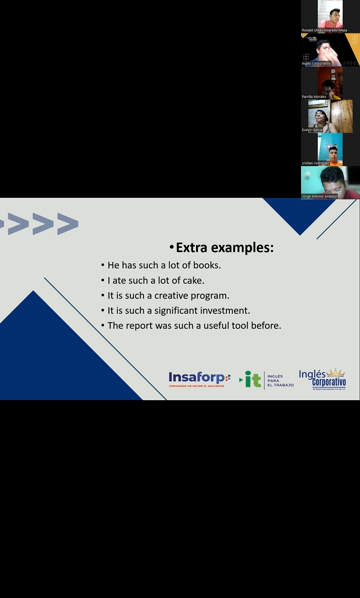 •Extra examples:
• He has such a lot of books.
• I ate such a lot of cake.
• It is such a creative program.
• It is such a significant investment.
• The report was such a useful tool before.
Insaforp
it
INGLÉS
PARA
EL TRABAJO
Inglés
Corporativo